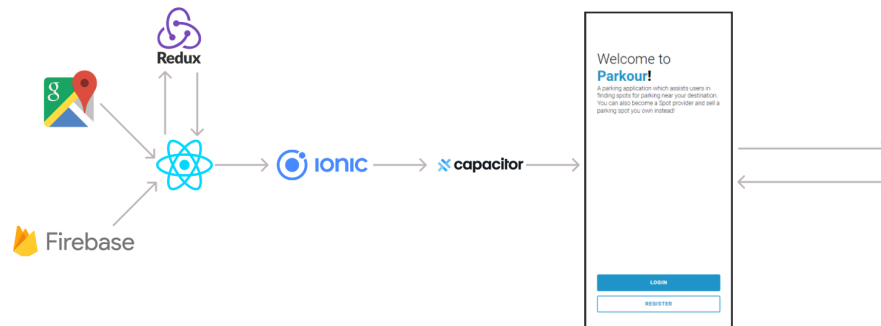 Redux
g
Firebase
IONIC
capacitor
Welcome to
Parkour!
A parking application which assists users in
finding spots for parking near your destination.
You can also become a Spot provider and sell a
parking spot you own instead!
LOGIN
REGISTER